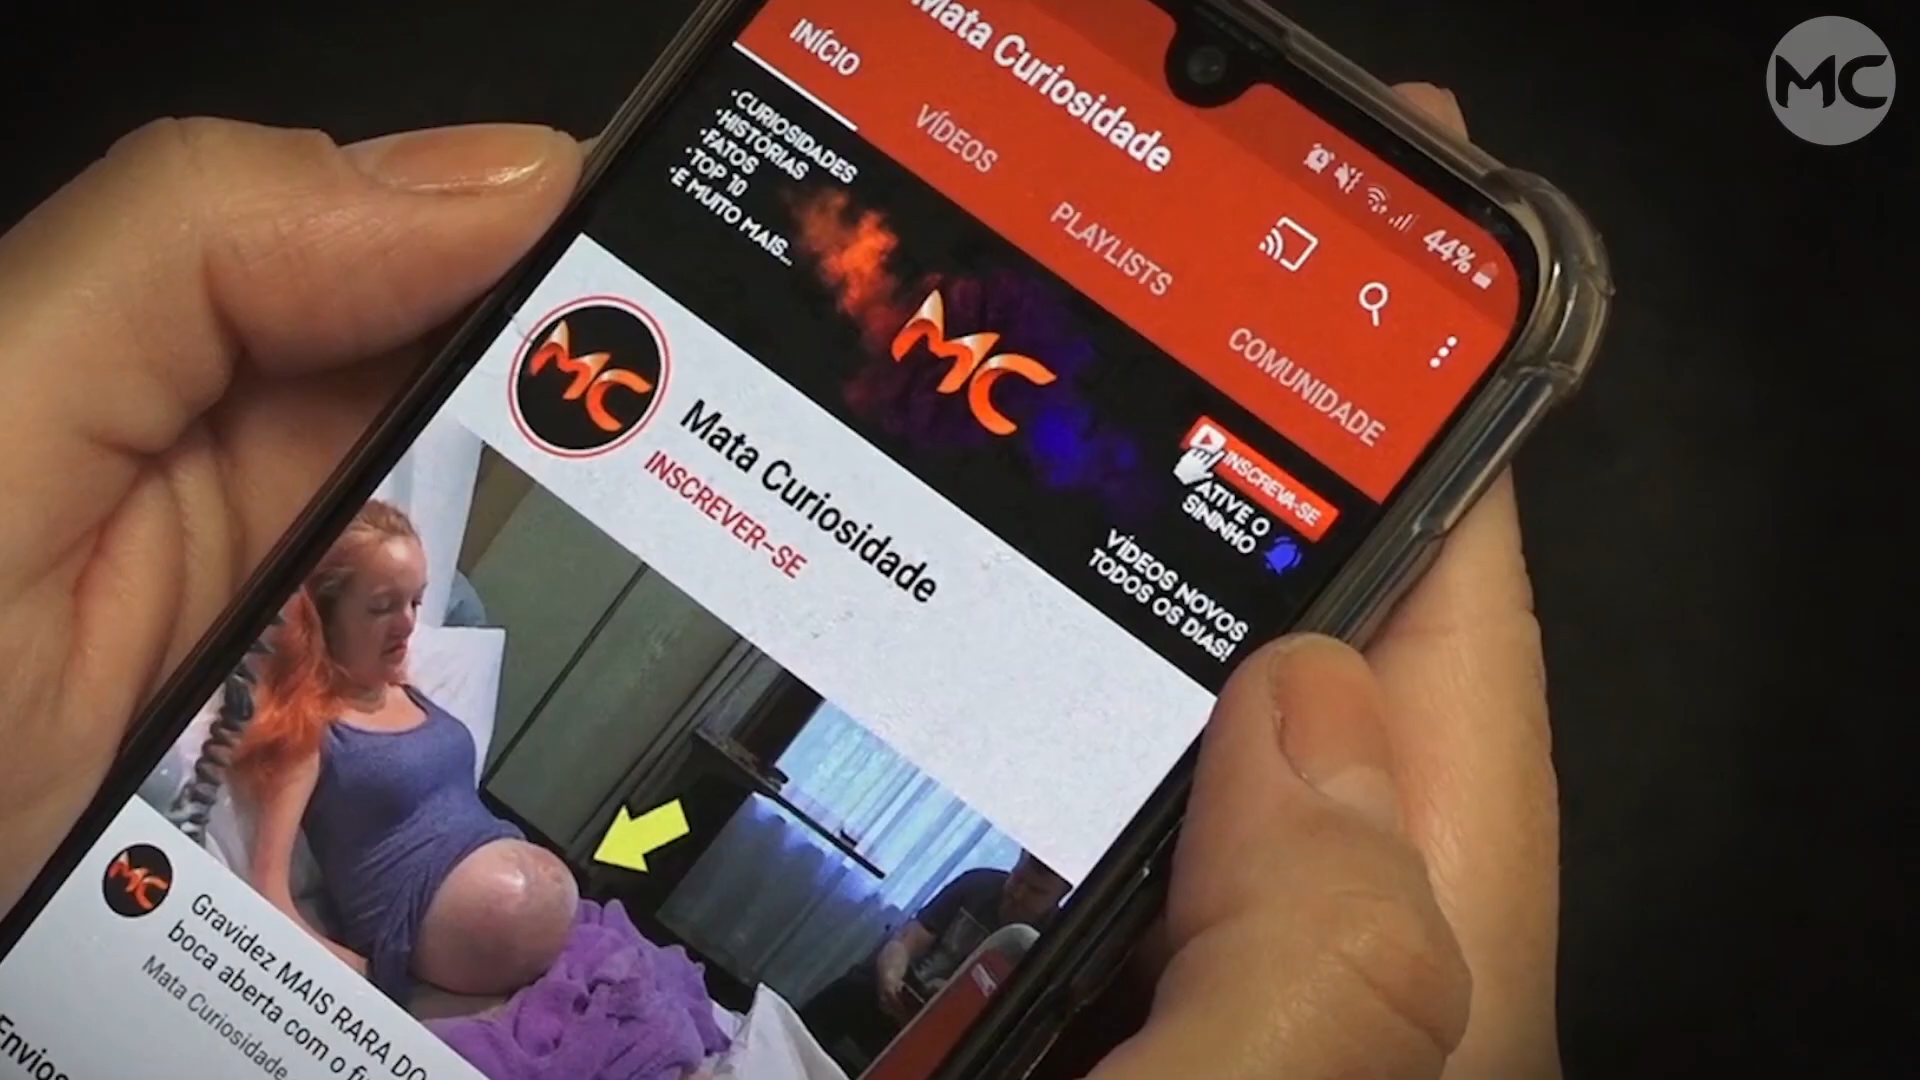 MC
Mata Curiosidade
44%
INÍCIO
VÍDEOS
PLAYLISTS
COMUNIDADE
•CURIOSIDADES
•HISTÓRIAS
•FATOS
•TOP 10
•E MUITO MAIS...
MC
INSCREVA-SE
ATIVE O
SININHO
VÍDEOS NOVOS
TODOS OS DIAS!
MC
Mata Curiosidade
INSCREVER-SE
MC
Gravidez MAIS RARA DO
boca aberta com o
Mata Curiosidade
Envios